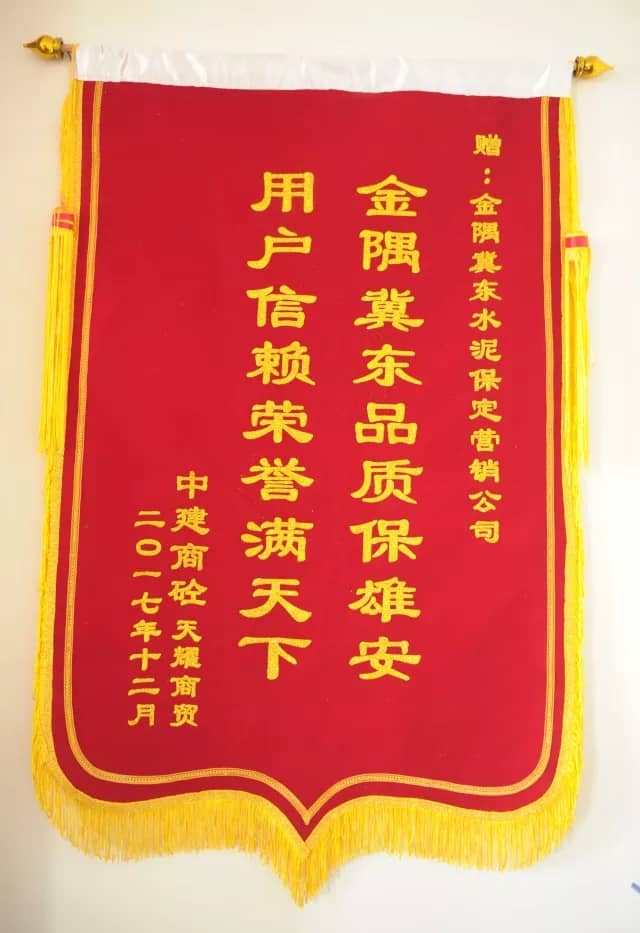 赠：金隅冀东水泥保定营销公司
金隅冀东品质保雄安
用户信赖荣誉满天下
中建商砼 天耀商贸
二〇一七年十二月